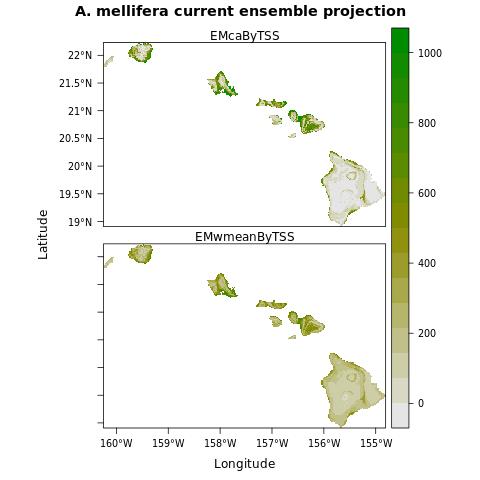 A. mellifera current ensemble projection
EMcaByTSS
22°N
21.5°N
21°N
20.5°N
20°N
19.5°N
19°N
EMwmeanByTSS
160°W 159°W 158°W 157°W 156°W 155°W
Longitude
Latitude
1000
800
600
400
200
0